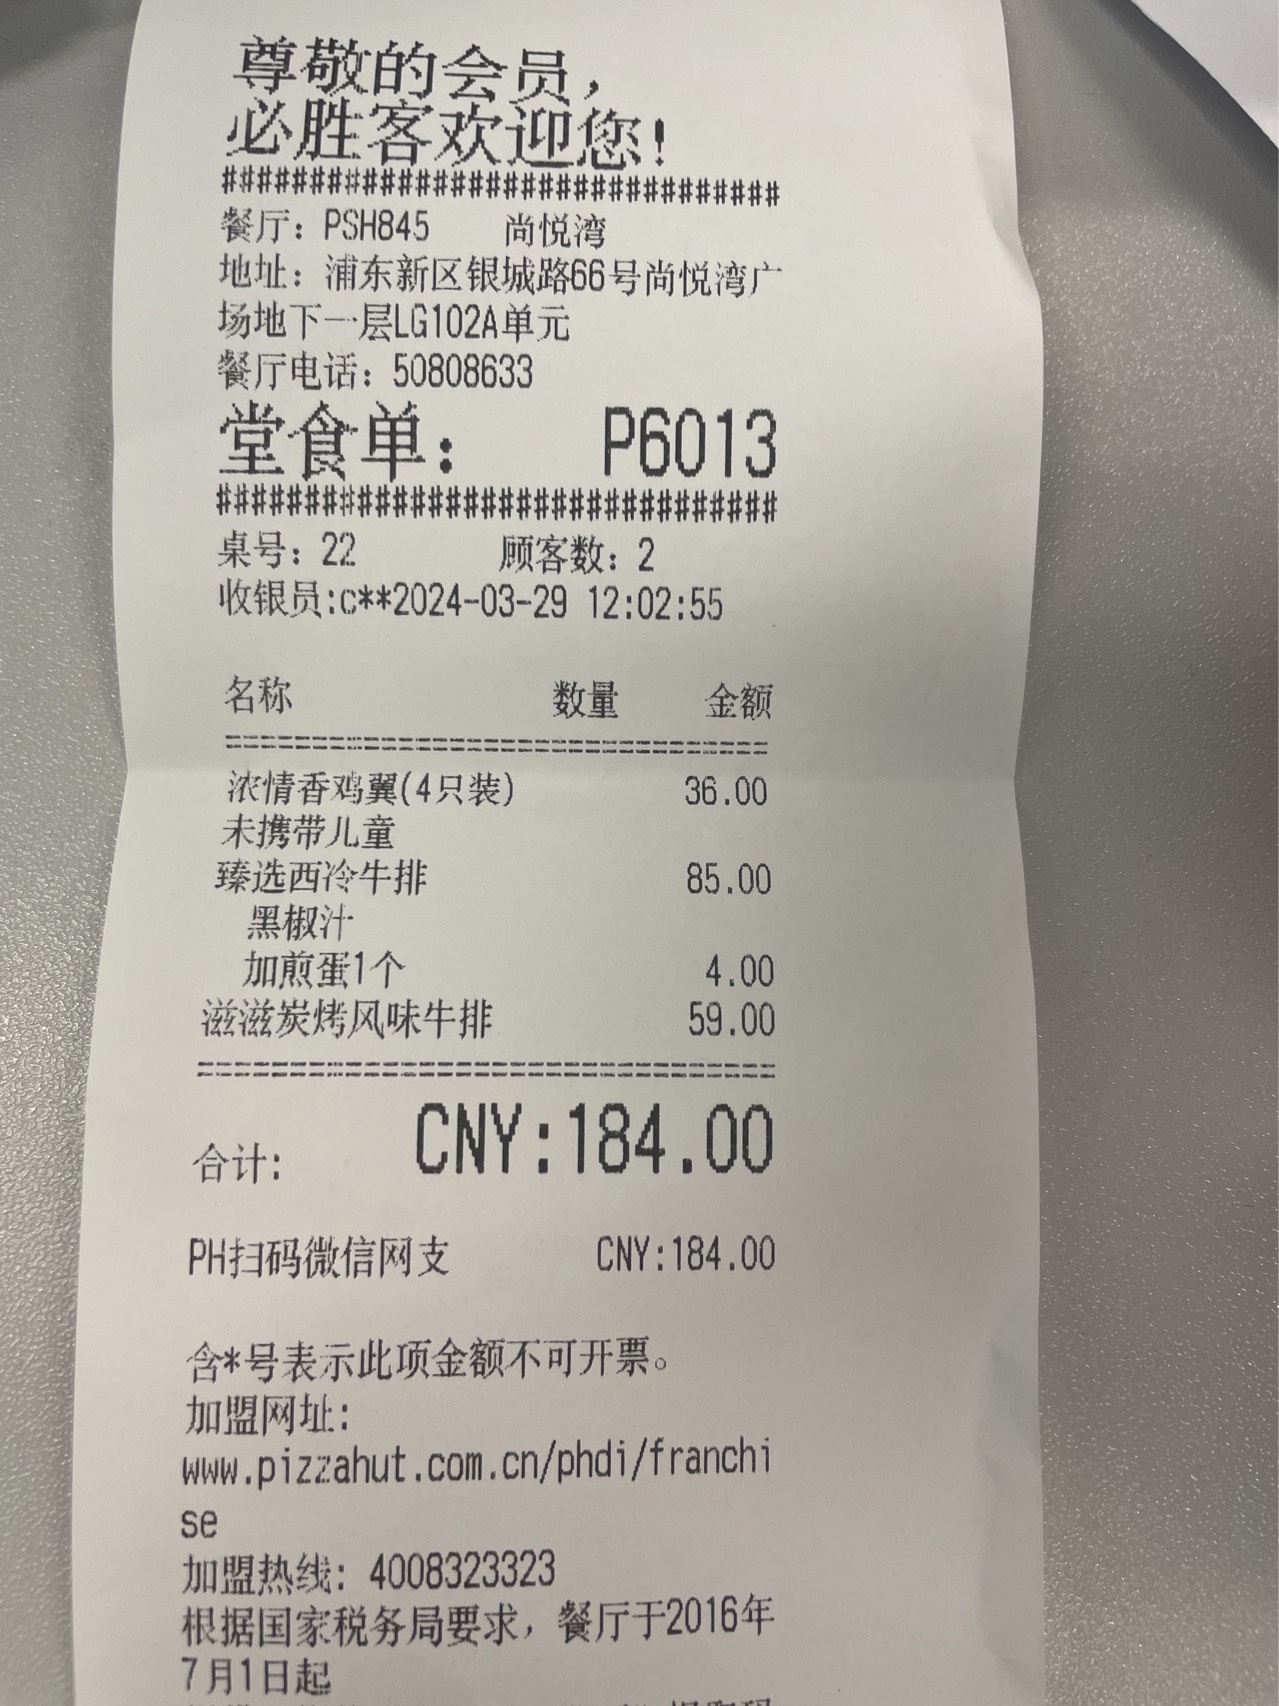 尊敬的会员，
必胜客欢迎您！
################################
餐厅：PSH845 尚悦湾
地址：浦东新区银城路66号尚悦湾广
场地下一层LG102A单元
餐厅电话：50808633
堂食单： P6013
################################
桌号：22 顾客数：2
收银员:c**2024-03-29 12:02:55
名称 数量 金额
================================
浓情香鸡翼(4只装) 36.00
未携带儿童
臻选西冷牛排 85.00
黑椒汁
加煎蛋1个 4.00
滋滋炭烤风味牛排 59.00
================================
合计: CNY:184.00
PH扫码微信网支 CNY:184.00
含*号表示此项金额不可开票。
加盟网址:
www.pizzahut.com.cn/phdi/franchi
se
加盟热线: 4008323323
根据国家税务局要求，餐厅于2016年
7月1日起